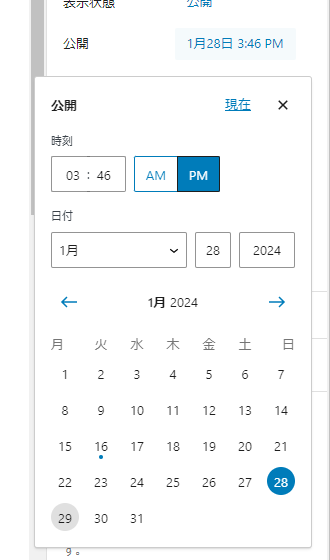 表示状態 公開
公開 1月28日 3:46 PM
公開 現在 ×
時刻
03 : 46 AM PM
日付
1月 28 2024
← 1月 2024 →
月 火 水 木 金 土 日
1 2 3 4 5 6 7
8 9 10 11 12 13 14
15 16 17 18 19 20 21
22 23 24 25 26 27 28
29 30 31
9。